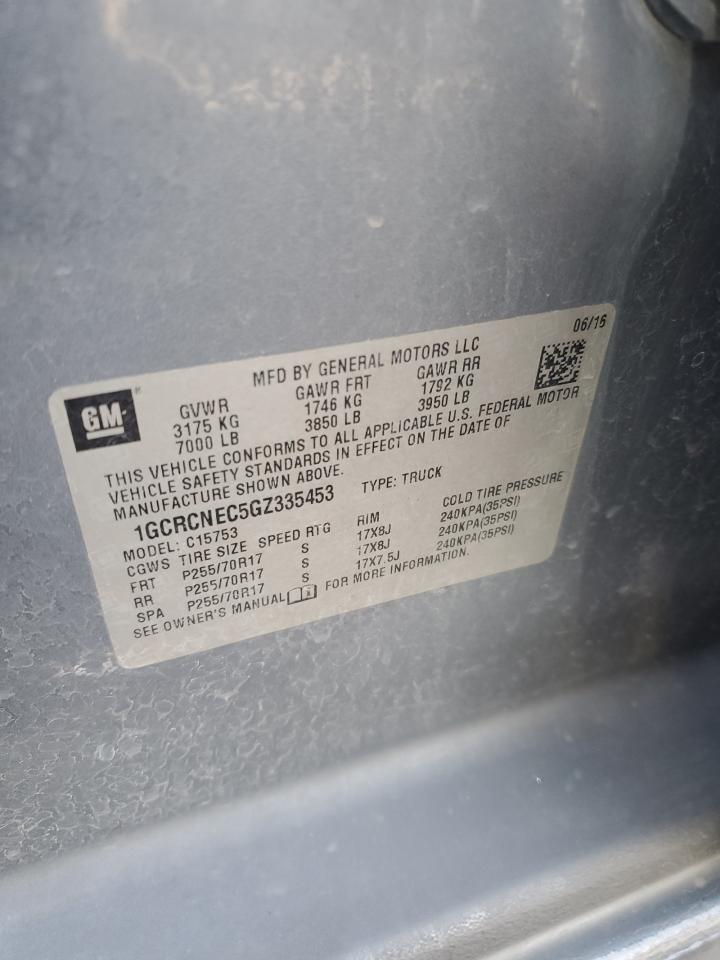 06/16
MFD BY GENERAL MOTORS LLC
GM
GVWR GAWR FRT GAWR RR
3175 KG 1746 KG 1792 KG
7000 LB 3850 LB 3950 LB
THIS VEHICLE CONFORMS TO ALL APPLICABLE U.S. FEDERAL MOTOR
VEHICLE SAFETY STANDARDS IN EFFECT ON THE DATE OF
MANUFACTURE SHOWN ABOVE.
1GCRCNEC5GZ335453 TYPE: TRUCK
MODEL: C15753
CGWS TIRE SIZE SPEED RTG RIM COLD TIRE PRESSURE
FRT P255/70R17 S 17X8J 240KPA(35PSI)
RR P255/70R17 S 17X8J 240KPA(35PSI)
SPA P255/70R17 S 17X7.5J 240KPA(35PSI)
SEE OWNER'S MANUAL FOR MORE INFORMATION.